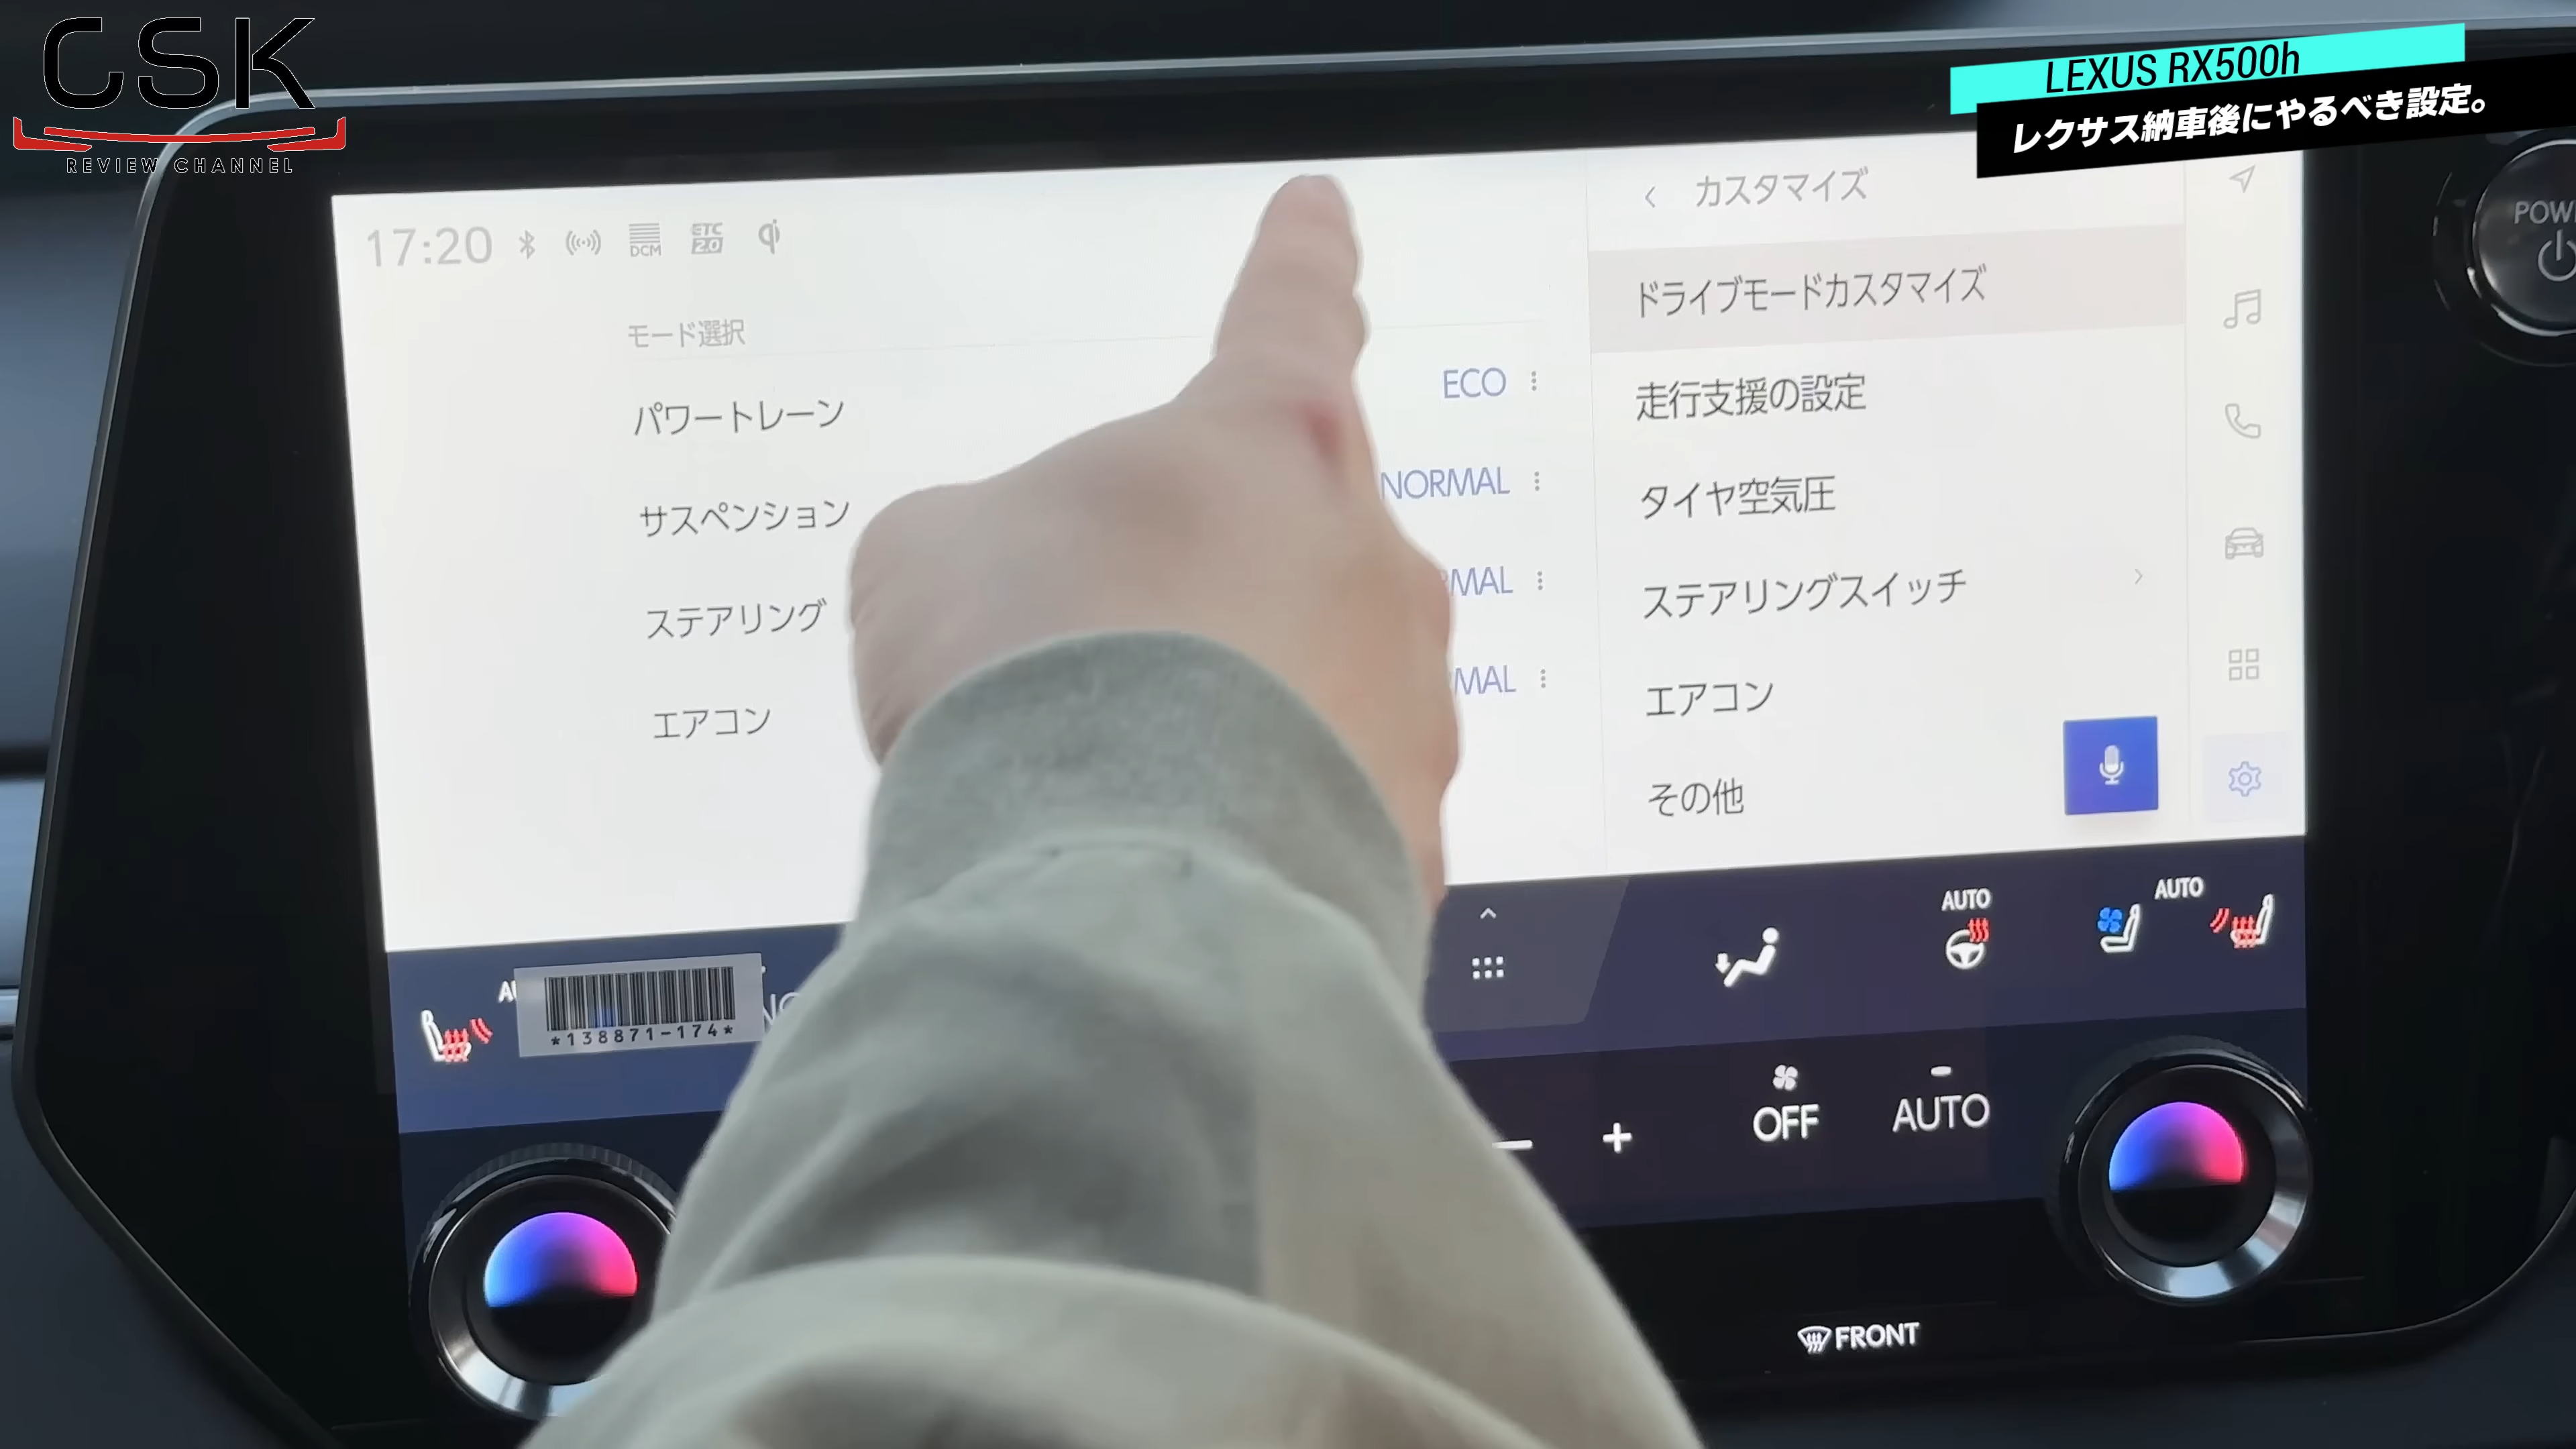 CSK
REVIEW CHANNEL
LEXUS RX500h
レクサス納車後にやるべき設定。
17:20
DCM
ETC
2.0
qi
モード選択
パワートレーン
ECO
サスペンション
NORMAL
ステアリング
MAL
エアコン
MAL
カスタマイズ
ドライブモードカスタマイズ
走行支援の設定
タイヤ空気圧
ステアリングスイッチ
エアコン
その他
*138871-174*
AUTO
AUTO
OFF
AUTO
FRONT